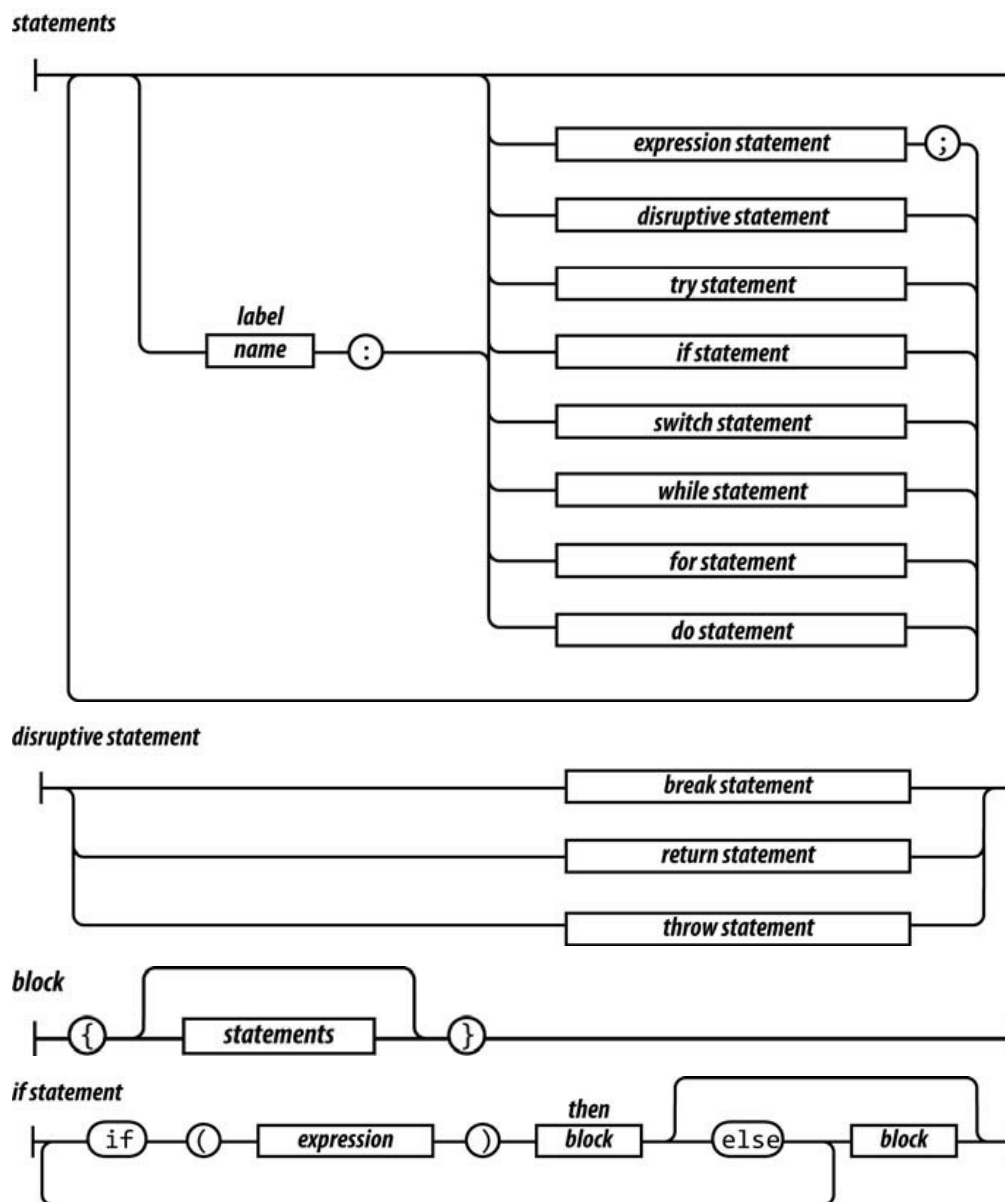 statements
expression statement ;
disruptive statement
try statement
label
name : if statement
switch statement
while statement
for statement
do statement
disruptive statement
break statement
return statement
throw statement
block
{ statements }
if statement
then
if ( expression ) block else block